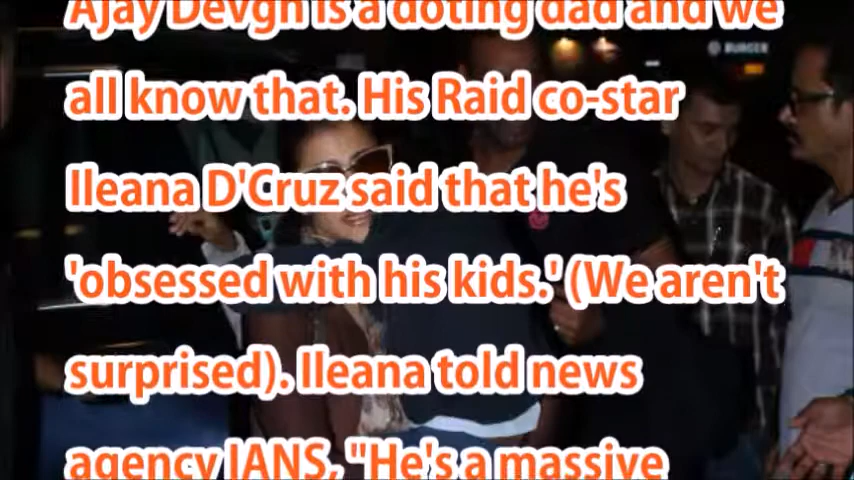 Ajay Devgn is a doting dad and we
BURGER
all know that. His Raid co-star
Ileana D'Cruz said that he's
'obsessed with his kids.' (We aren't
surprised). Ileana told news
agency IANS, "He's a massive